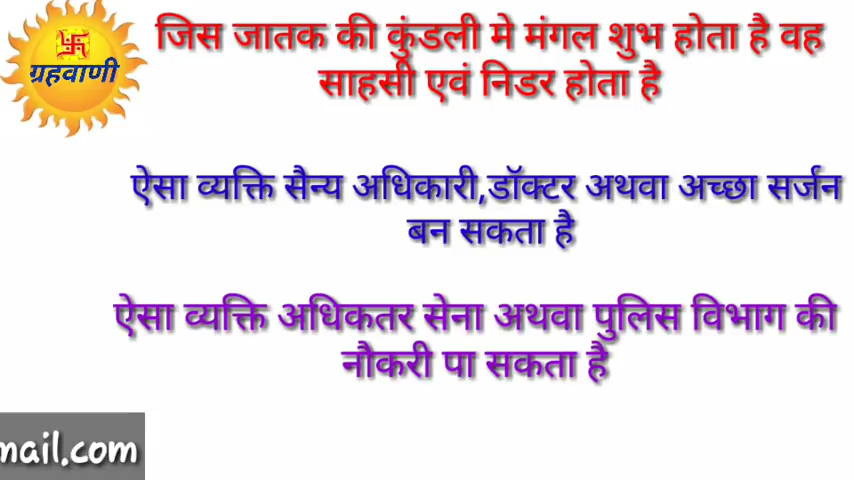 ग्रहवाणी
जिस जातक की कुंडली मे मंगल शुभ होता है वह
साहसी एवं निडर होता है
ऐसा व्यक्ति सैन्य अधिकारी,डॉक्टर अथवा अच्छा सर्जन
बन सकता है
ऐसा व्यक्ति अधिकतर सेना अथवा पुलिस विभाग की
नौकरी पा सकता है
mail.com